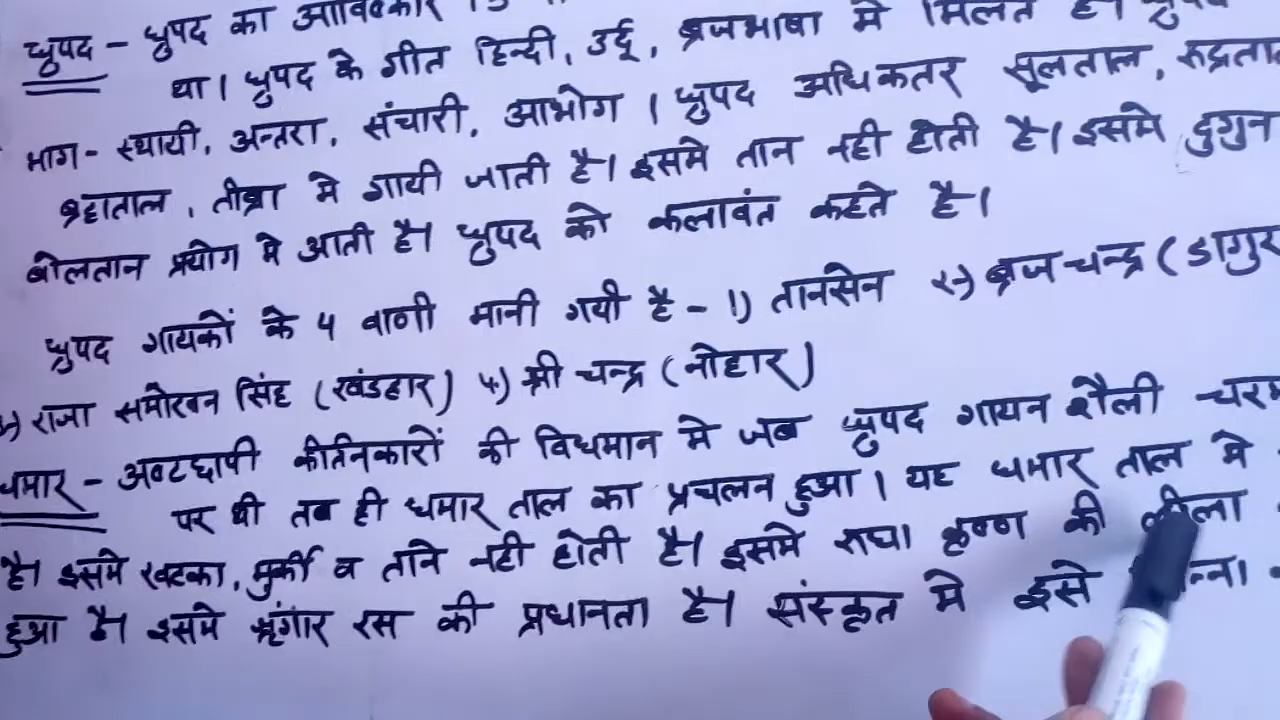 ध्रुपद - ध्रुपद का आविष्कार
था। ध्रुपद के गीत हिन्दी, उर्दू, ब्रजभाषा मे मिलते है।
भाग - स्थायी, अन्तरा, संचारी, आभोग। ध्रुपद अधिकतर सूलताल, रुद्रता
ब्रह्मताल, तीव्रा मे गायी जाती है। इसमे तान नही होती है। इसमे दुगुन
बोलतान प्रयोग मे आती है। ध्रुपद को कलावंत कहते है।
ध्रुपद गायकों के 4 वाणी मानी गयी है - 1) तानसेन 2) ब्रजचन्द्र (डागुर
3) राजा समोखन सिंह (खंडहार) 4) श्री चन्द्र (नोहार)
धमार - अष्टछापी कीर्तनकारों की विधमान मे जब ध्रुपद गायन शैली चरम
पर थी तब ही धमार ताल का प्रचलन हुआ। यह धमार ताल मे
है। इसमे खटका, मुर्की व ताने नही होती है। इसमे राधा कृष्ण की लीला
हुआ है। इसमे श्रृंगार रस की प्रधानता है। संस्कृत मे इसे